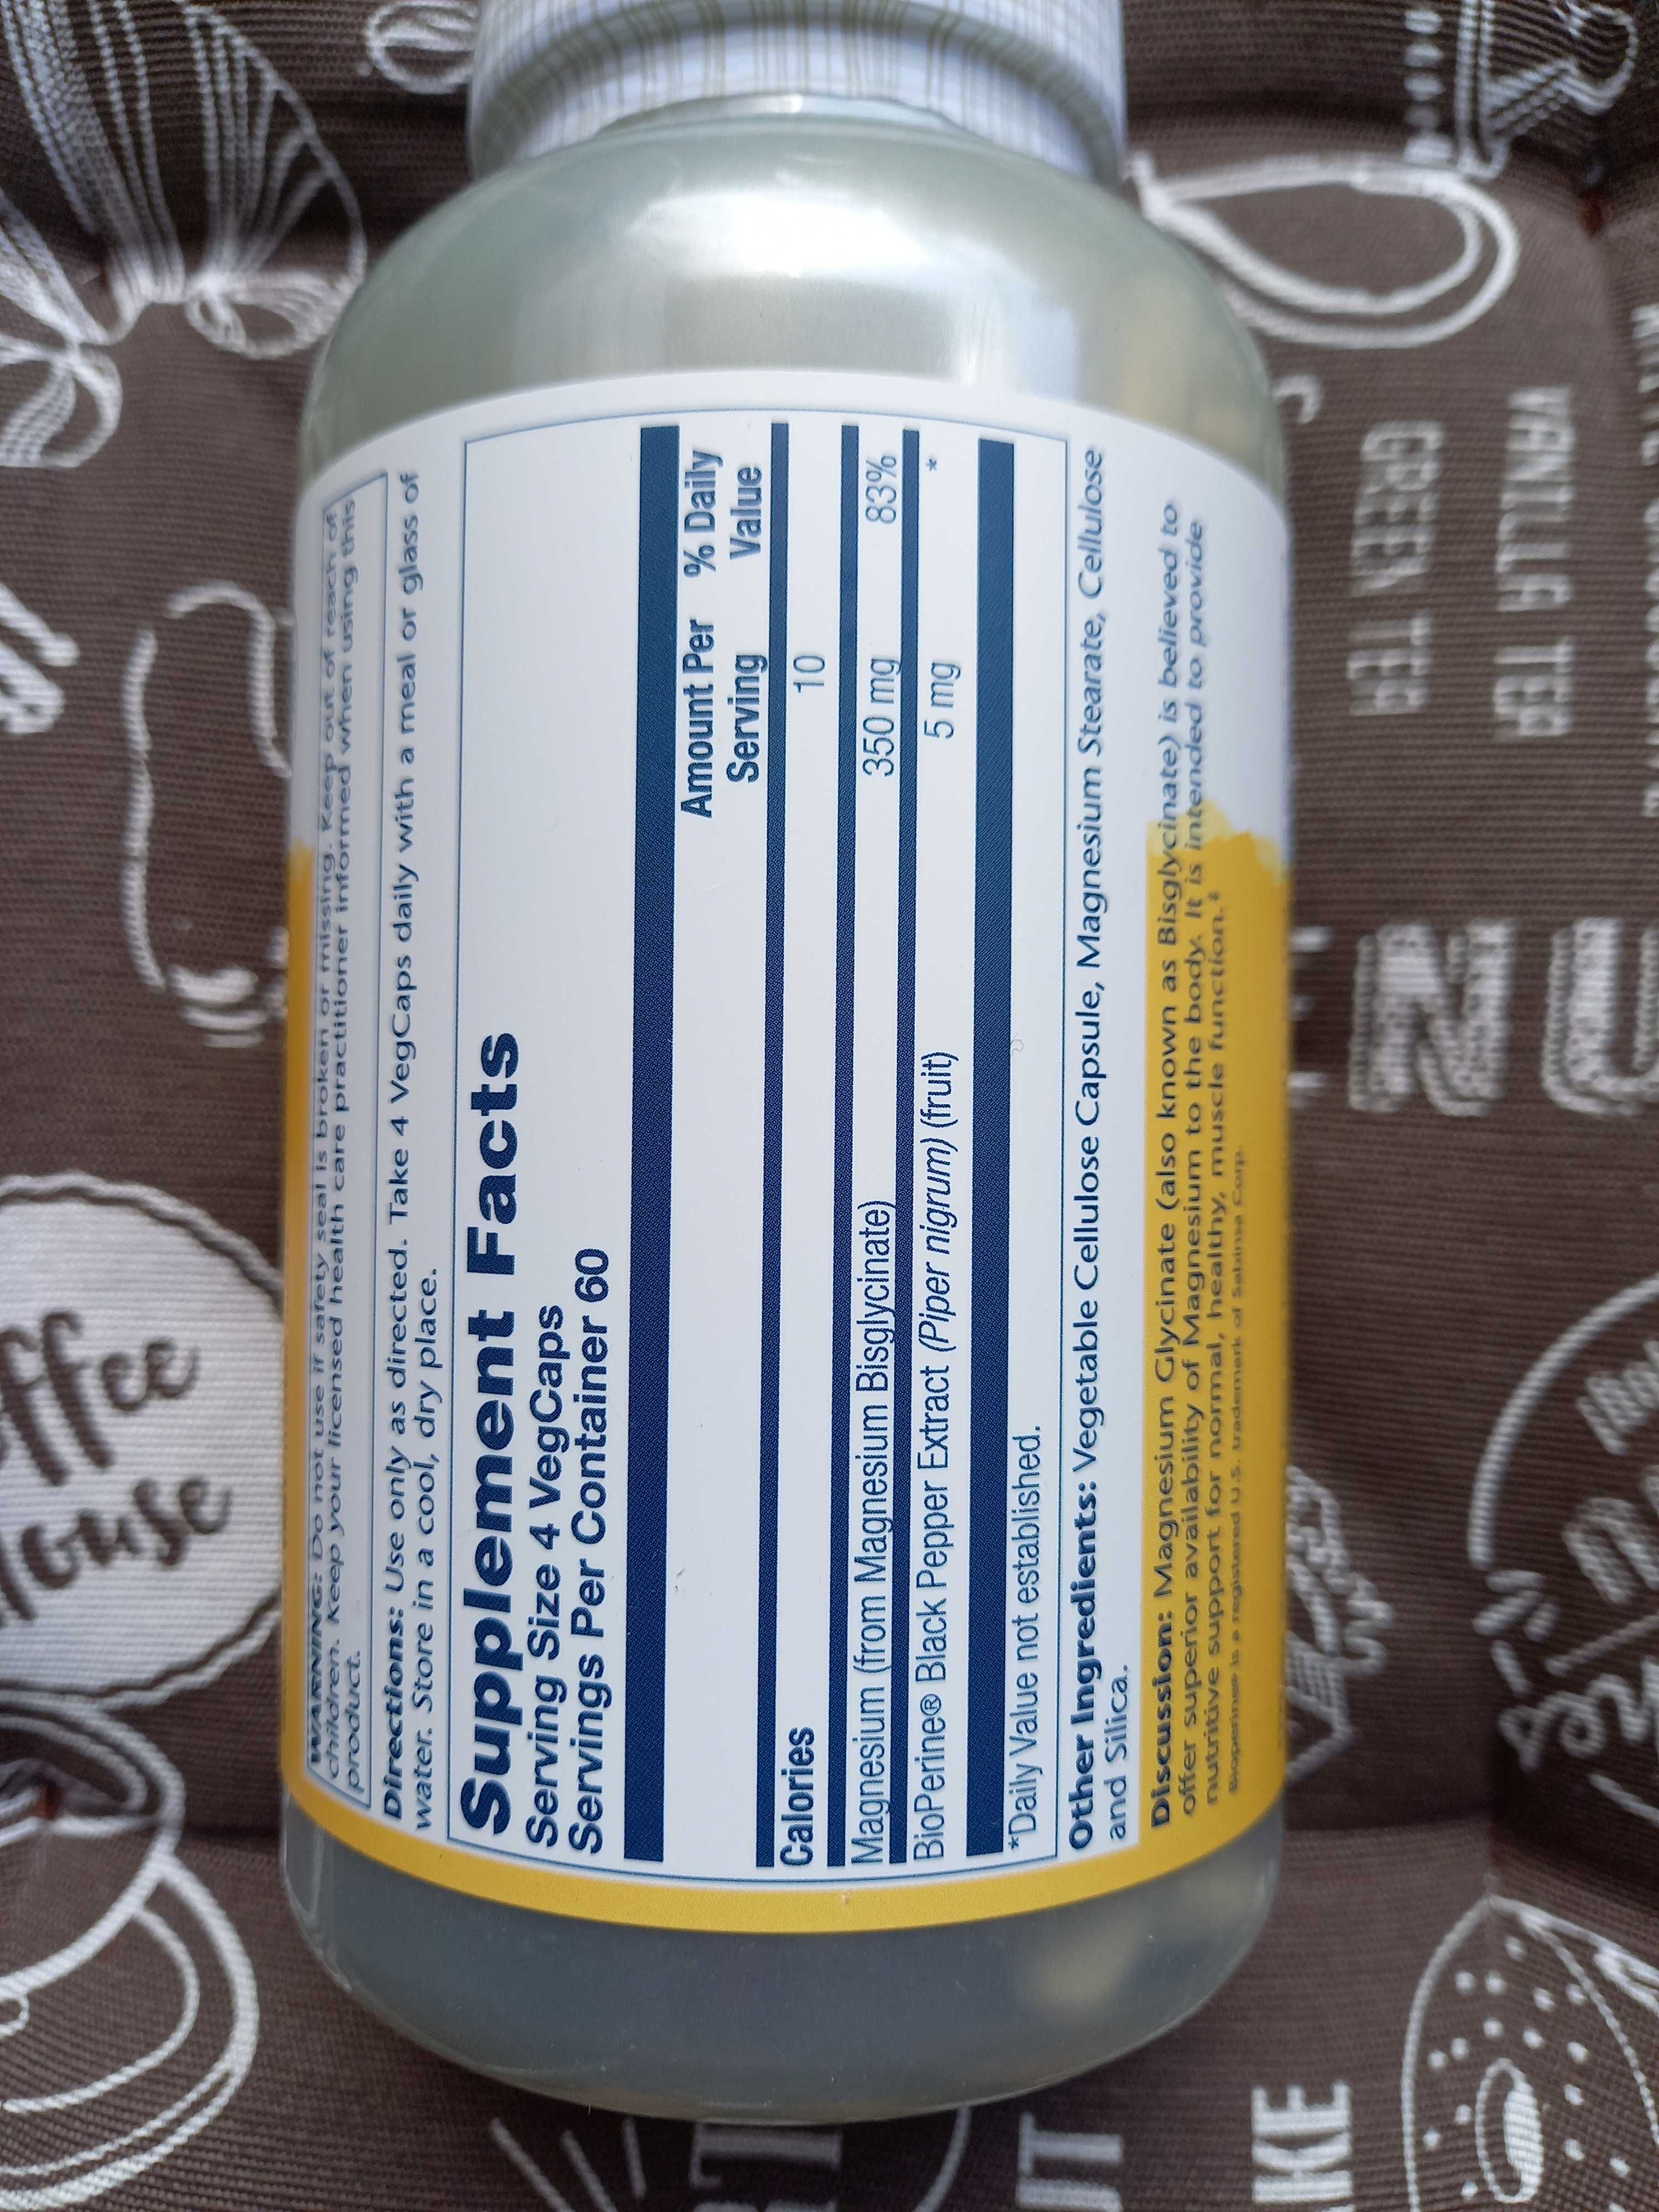 WARNING: Do not use if safety seal is broken or missing. Keep out of reach of
children. Keep your licensed health care practitioner informed when using this
product.
Directions: Use only as directed. Take 4 VegCaps daily with a meal or glass of
water. Store in a cool, dry place.
Supplement Facts
Serving Size 4 VegCaps
Servings Per Container 60
Amount Per % Daily
Serving Value
Calories 10
Magnesium (from Magnesium Bisglycinate) 350 mg 83%
BioPerine® Black Pepper Extract (Piper nigrum) (fruit) 5 mg *
*Daily Value not established.
Other Ingredients: Vegetable Cellulose Capsule, Magnesium Stearate, Cellulose
and Silica.
Discussion: Magnesium Glycinate (also known as Bisglycinate) is believed to
offer superior availability of Magnesium to the body. It is intended to provide
nutritive support for normal, healthy, muscle function.‡
Bioperine® is a registered U.S. trademark of Sabinsa Corp.
GREEN TEA
VANILLA TEA
House